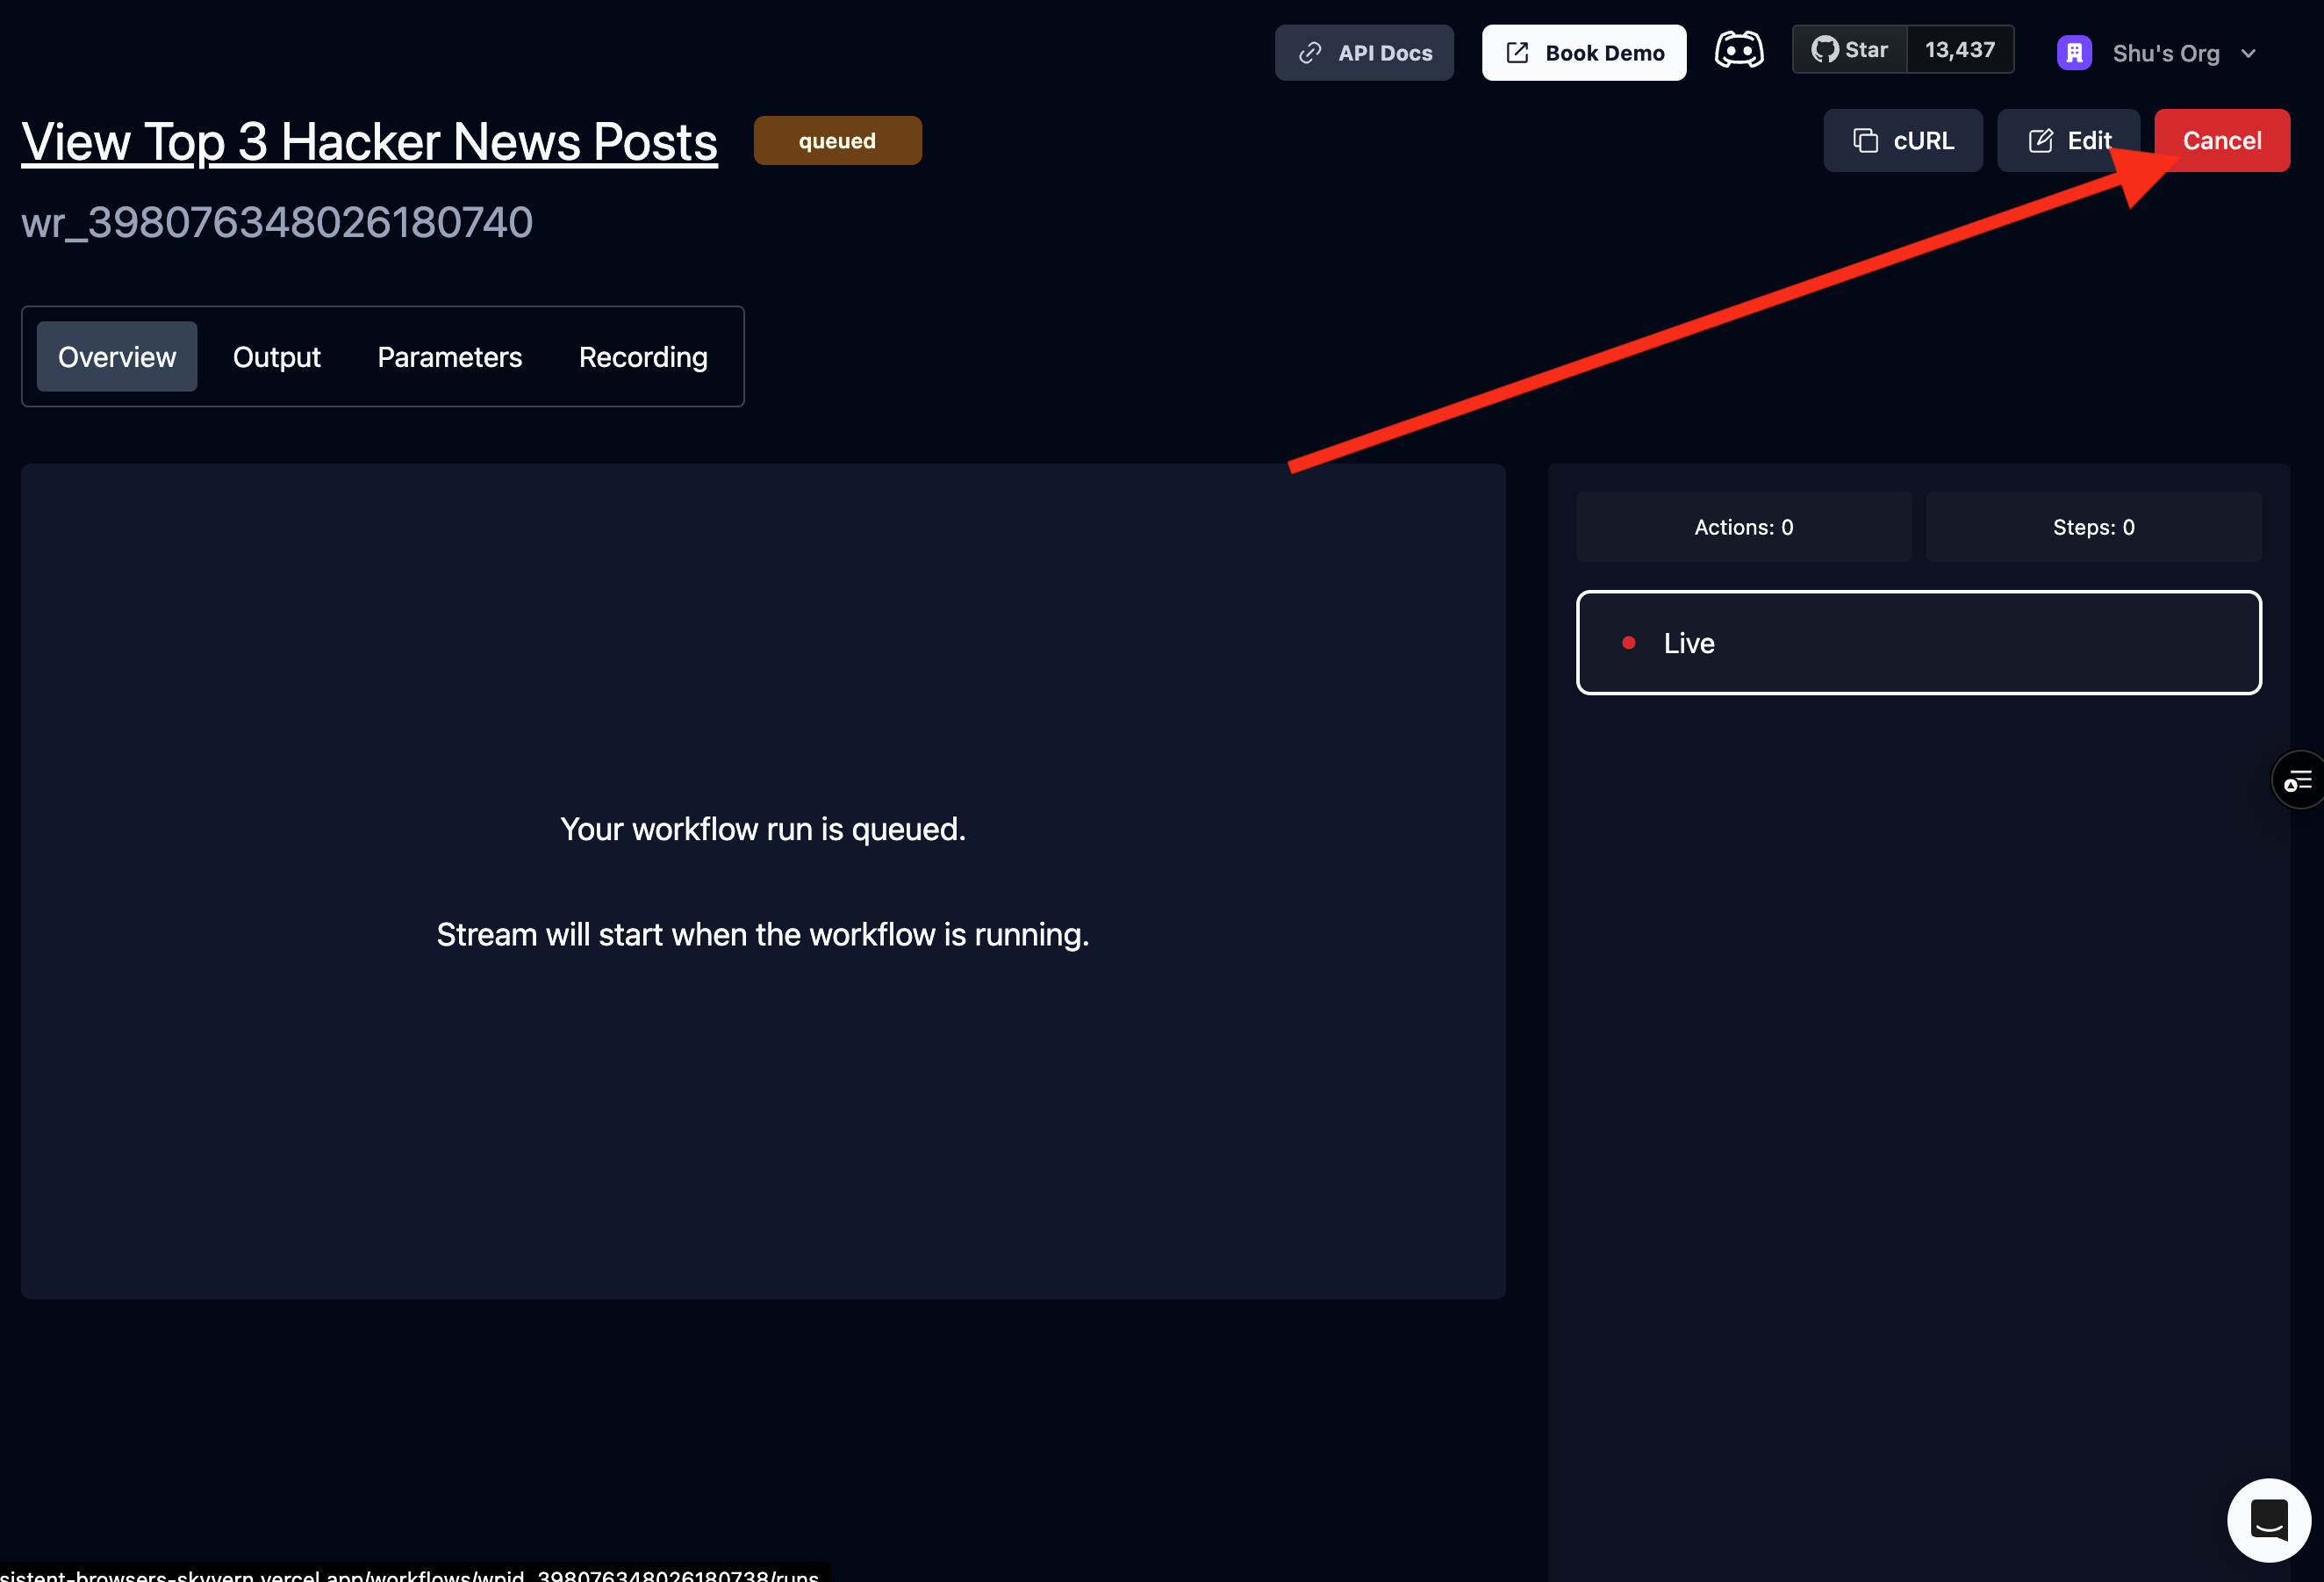 API Docs
Book Demo
Star
13,437
Shu's Org
View Top 3 Hacker News Posts
queued
cURL
Edit
Cancel
wr_398076348026180740
Overview
Output
Parameters
Recording
Actions: 0
Steps: 0
Live
Your workflow run is queued.
Stream will start when the workflow is running.
sistent-browsers-skyvern.vercel.app/workflows/wpid_398076348026180738/runs